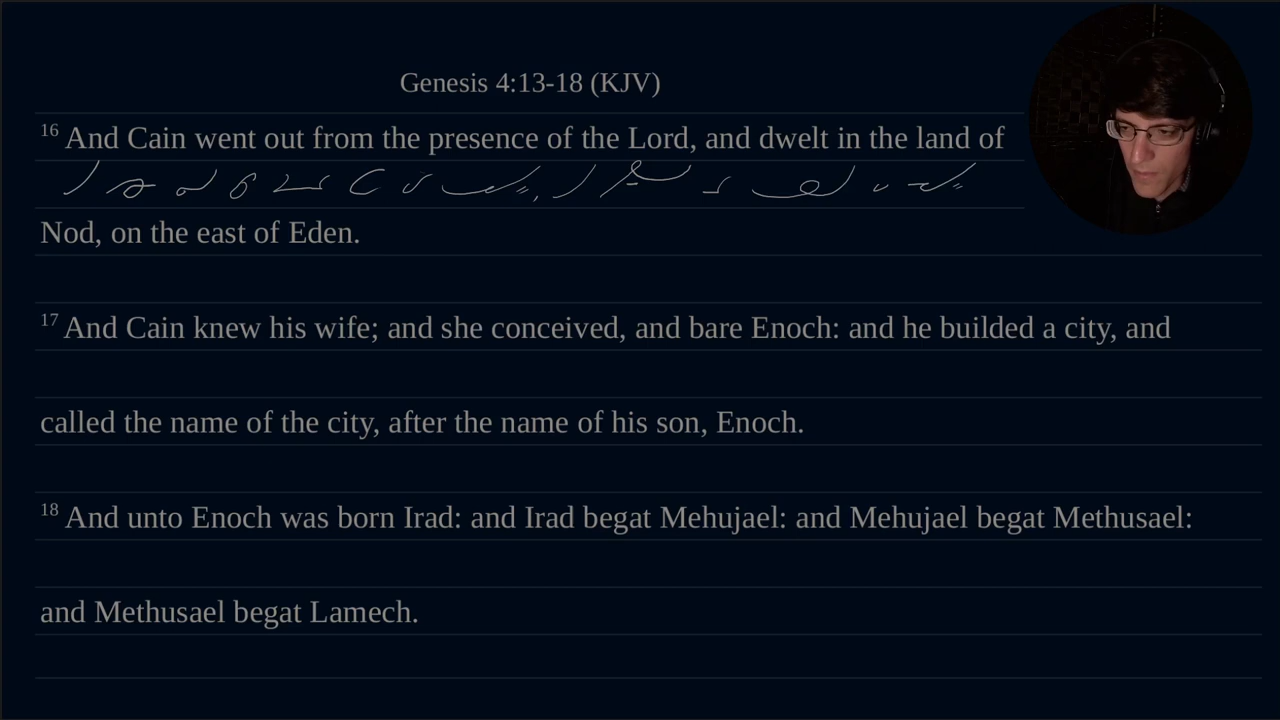 Genesis 4:13-18 (KJV)
16 And Cain went out from the presence of the Lord, and dwelt in the land of
Nod, on the east of Eden.
17 And Cain knew his wife; and she conceived, and bare Enoch: and he builded a city, and
called the name of the city, after the name of his son, Enoch.
18 And unto Enoch was born Irad: and Irad begat Mehujael: and Mehujael begat Methusael:
and Methusael begat Lamech.